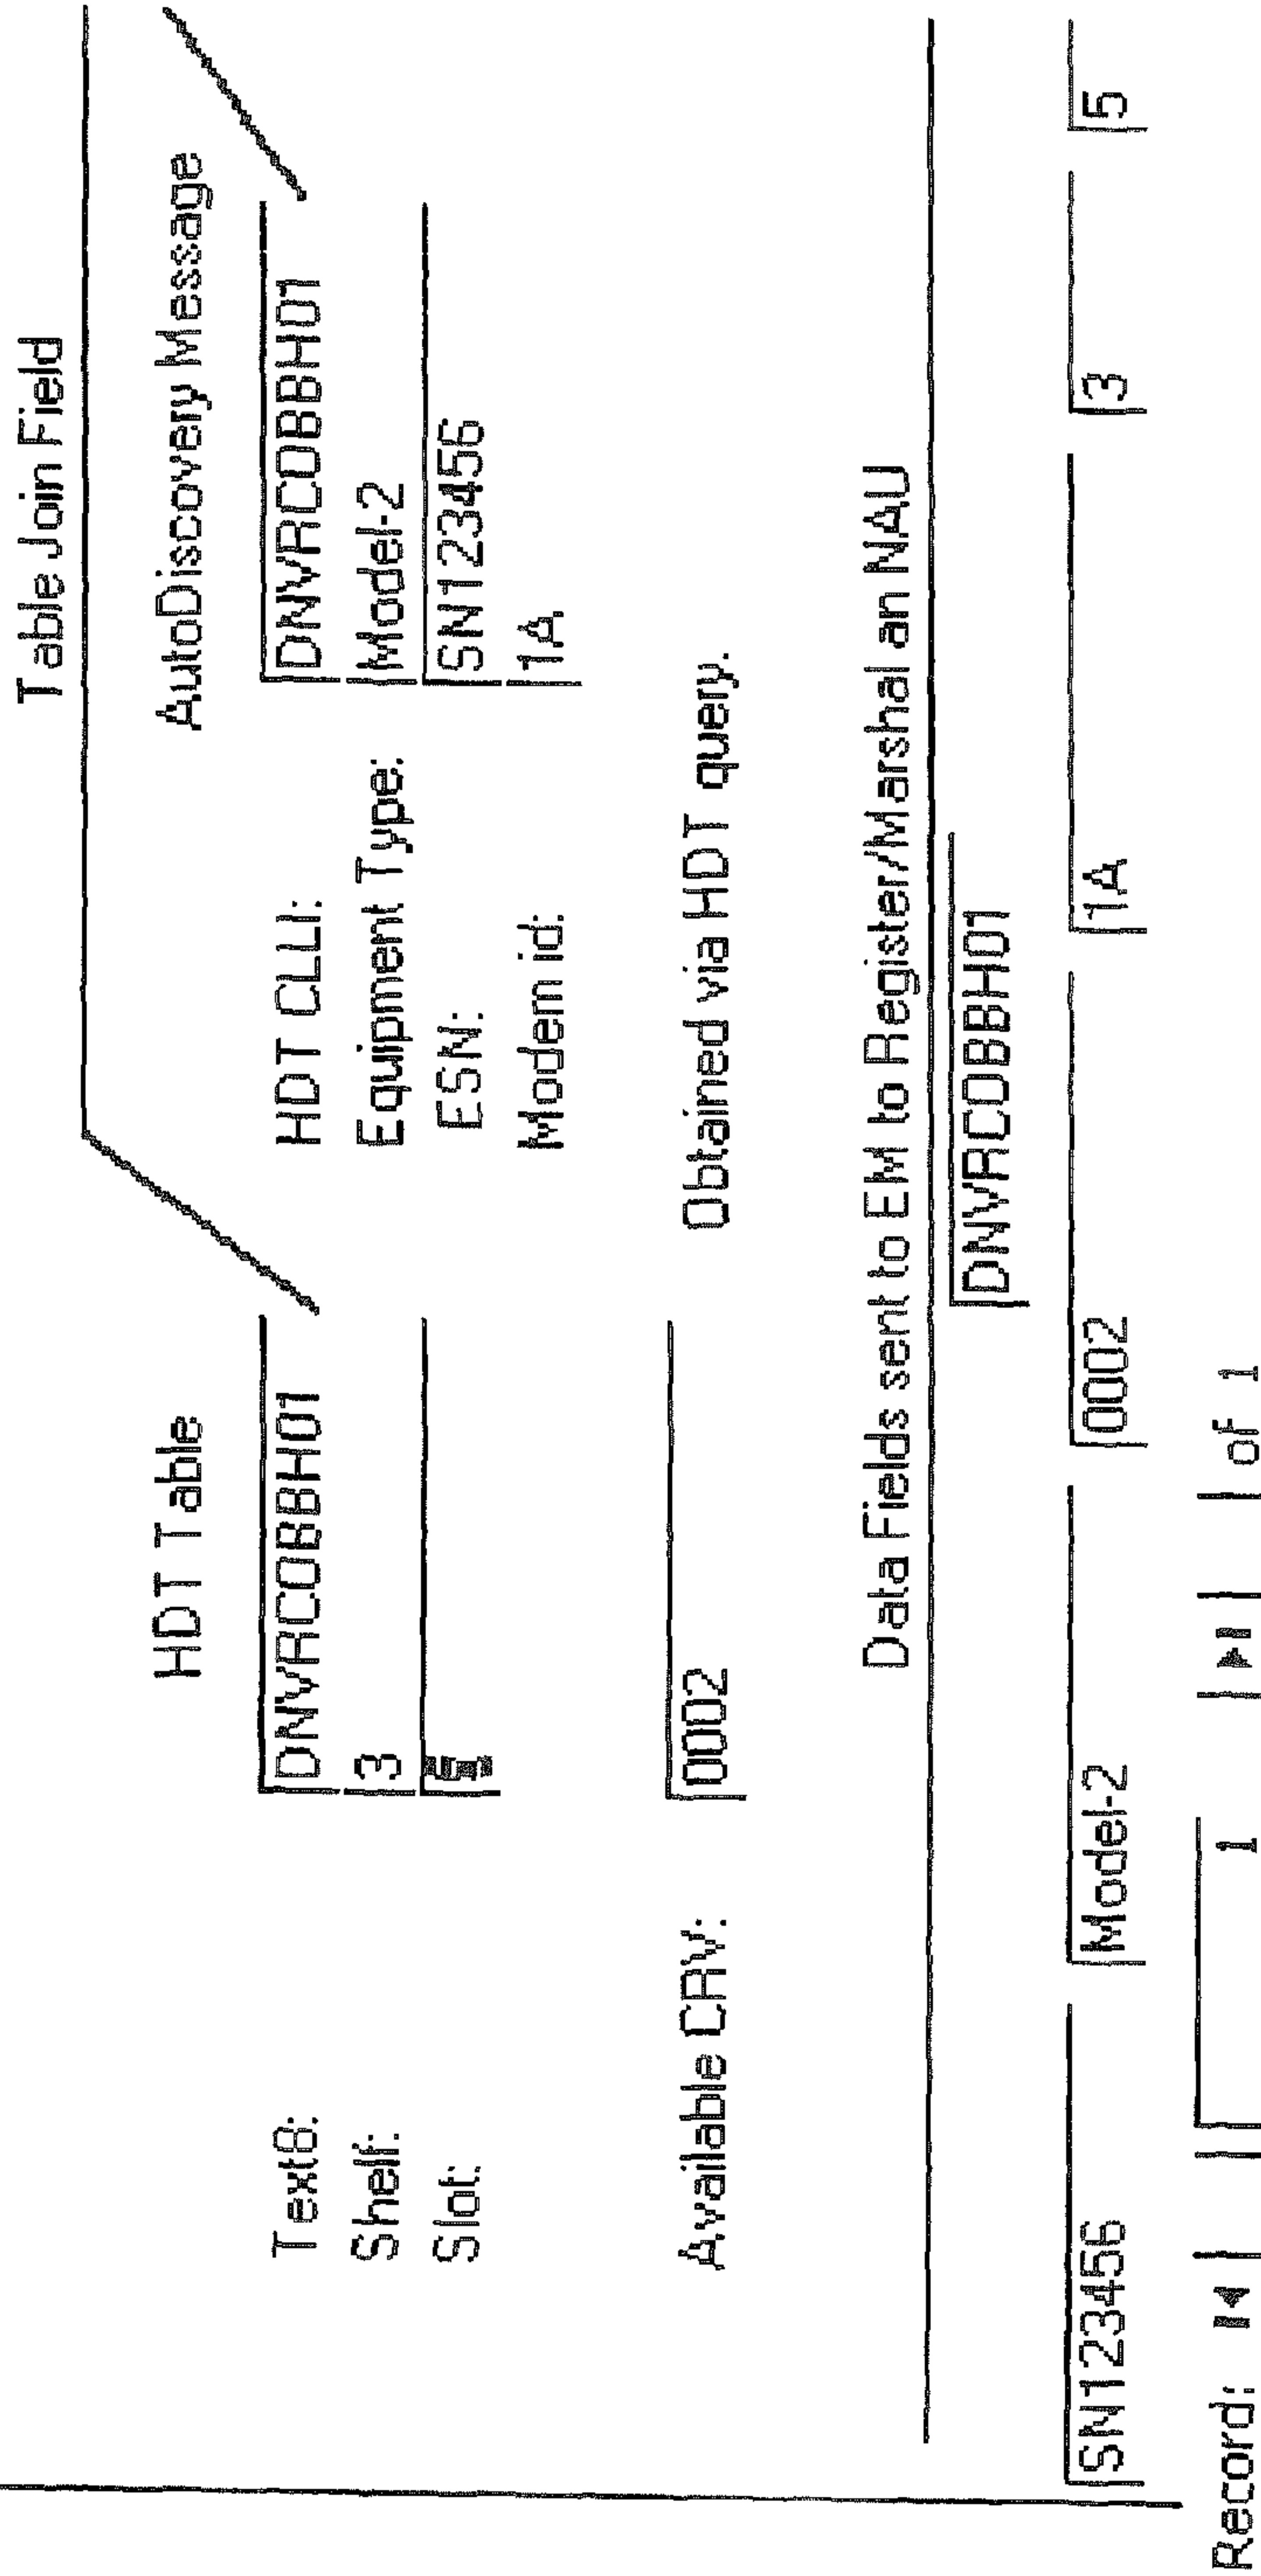 Table Join Field
HDT Table AutoDiscovery Message
Text8: DNVRCOBBH01 HDT CLLI: DNVRCOBBH01
Shelf: 3 Equipment Type: Model-2
Slot: 5 ESN: SN123456
Modem id: 1A
Available CRV: 0002 Obtained via HDT query.
Data Fields sent to EM to Register/Marshal an NAU
DNVRCOBBH01
SN123456 Model-2 0002 1A 3 5
Record: 1 of 1